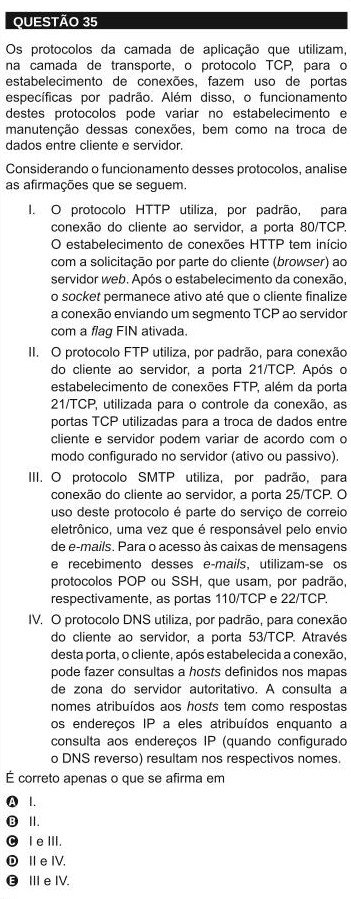 QUESTÃO 35
Os protocolos da camada de aplicação que utilizam,
na camada de transporte, o protocolo TCP, para o
estabelecimento de conexões, fazem uso de portas
específicas por padrão. Além disso, o funcionamento
destes protocolos pode variar no estabelecimento e
manutenção dessas conexões, bem como na troca de
dados entre cliente e servidor.
Considerando o funcionamento desses protocolos, analise
as afirmações que se seguem.
I. O protocolo HTTP utiliza, por padrão, para
conexão do cliente ao servidor, a porta 80/TCP.
O estabelecimento de conexões HTTP tem início
com a solicitação por parte do cliente (browser) ao
servidor web. Após o estabelecimento da conexão,
o socket permanece ativo até que o cliente finalize
a conexão enviando um segmento TCP ao servidor
com a flag FIN ativada.
II. O protocolo FTP utiliza, por padrão, para conexão
do cliente ao servidor, a porta 21/TCP. Após o
estabelecimento de conexões FTP, além da porta
21/TCP, utilizada para o controle da conexão, as
portas TCP utilizadas para a troca de dados entre
cliente e servidor podem variar de acordo com o
modo configurado no servidor (ativo ou passivo).
III. O protocolo SMTP utiliza, por padrão, para
conexão do cliente ao servidor, a porta 25/TCP. O
uso deste protocolo é parte do serviço de correio
eletrônico, uma vez que é responsável pelo envio
de e-mails. Para o acesso às caixas de mensagens
e recebimento desses e-mails, utilizam-se os
protocolos POP ou SSH, que usam, por padrão,
respectivamente, as portas 110/TCP e 22/TCP.
IV. O protocolo DNS utiliza, por padrão, para conexão
do cliente ao servidor, a porta 53/TCP. Através
desta porta, o cliente, após estabelecida a conexão,
pode fazer consultas a hosts definidos nos mapas
de zona do servidor autoritativo. A consulta a
nomes atribuídos aos hosts tem como respostas
os endereços IP a eles atribuídos enquanto a
consulta aos endereços IP (quando configurado
o DNS reverso) resultam nos respectivos nomes.
É correto apenas o que se afirma em
A I.
B II.
C I e III.
D II e IV.
E III e IV.